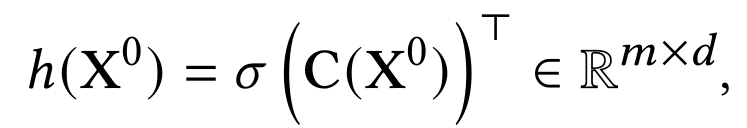 h(X⁰) = σ(C(X⁰))^⊤ ∈ ℝ^{m×d},